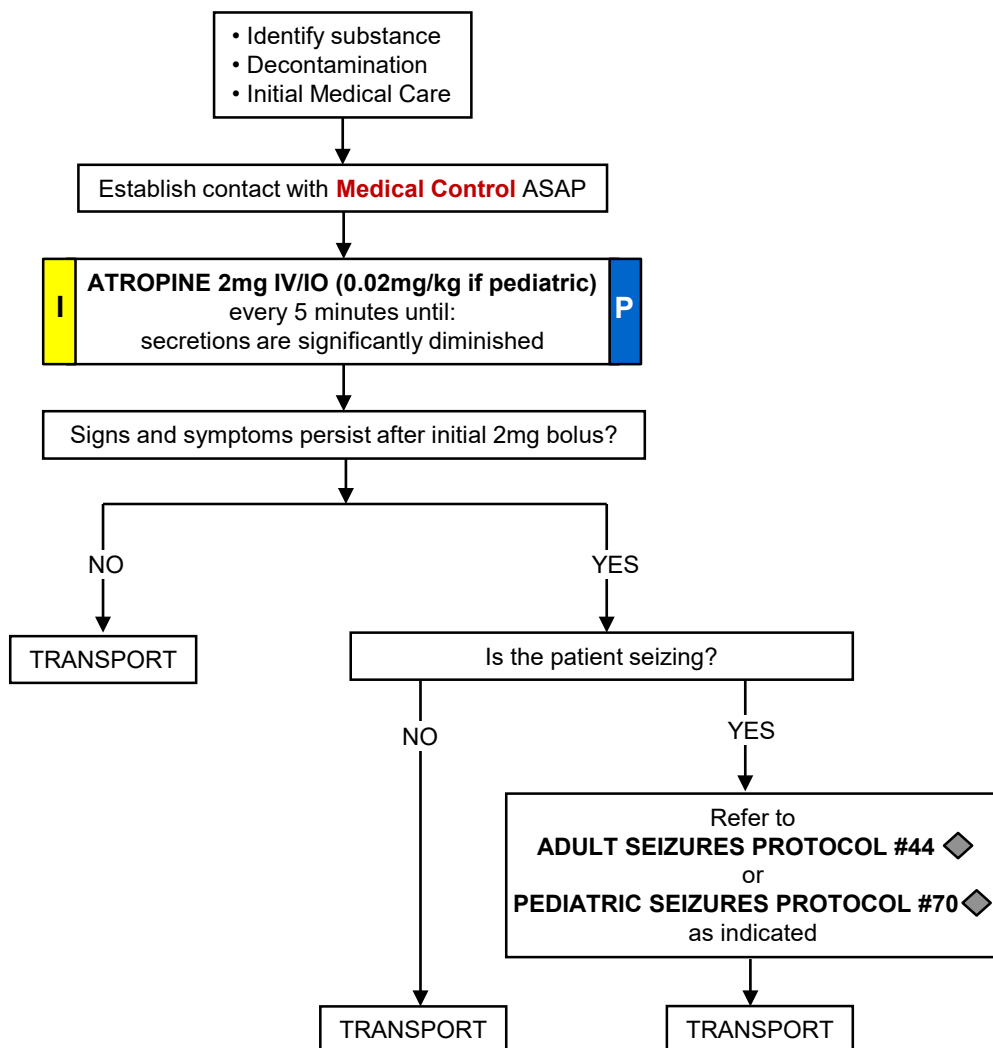 • Identify substance
• Decontamination
• Initial Medical Care
Establish contact with Medical Control ASAP
I
ATROPINE 2mg IV/IO (0.02mg/kg if pediatric)
every 5 minutes until:
secretions are significantly diminished
P
Signs and symptoms persist after initial 2mg bolus?
NO
YES
TRANSPORT
Is the patient seizing?
NO
YES
Refer to
ADULT SEIZURES PROTOCOL #44
or
PEDIATRIC SEIZURES PROTOCOL #70
as indicated
TRANSPORT
TRANSPORT